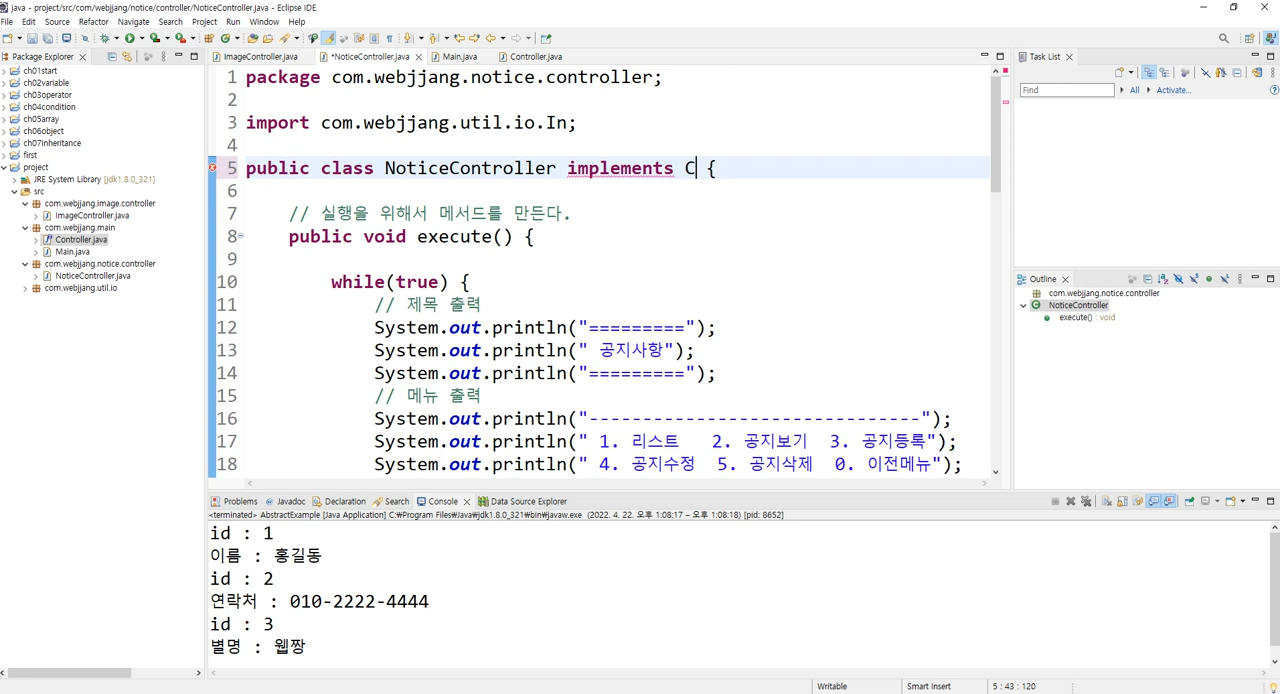 java - project/src/com/webjjang/notice/controller/NoticeController.java - Eclipse IDE
File Edit Source Refactor Navigate Search Project Run Window Help
Package Explorer
ch01start
ch02variable
ch03operator
ch04condition
ch05array
ch06object
ch07inheritance
first
project
JRE System Library [jdk1.8.0_321]
src
com.webjjang.image.controller
ImageController.java
com.webjjang.main
Controller.java
Main.java
com.webjjang.notice.controller
NoticeController.java
com.webjjang.util.io
ImageController.java *NoticeController.java Main.java Controller.java
1 package com.webjjang.notice.controller;
2
3 import com.webjjang.util.io.In;
4
5 public class NoticeController implements C {
6
7 // 실행을 위해서 메서드를 만든다.
8 public void execute() {
9
10 while(true) {
11 // 제목 출력
12 System.out.println("=========");
13 System.out.println(" 공지사항");
14 System.out.println("=========");
15 // 메뉴 출력
16 System.out.println("-------------------------------");
17 System.out.println(" 1. 리스트 2. 공지보기 3. 공지등록");
18 System.out.println(" 4. 공지수정 5. 공지삭제 0. 이전메뉴");
Task List
Find All Activate...
Outline
com.webjjang.notice.controller
NoticeController
execute() : void
Problems Javadoc Declaration Search Console Data Source Explorer
<terminated> AbstractExample [Java Application] C:₩Program Files₩Java₩jdk1.8.0_321₩bin₩javaw.exe (2022. 4. 22. 오후 1:08:17 – 오후 1:08:18) [pid: 8652]
id : 1
이름 : 홍길동
id : 2
연락처 : 010-2222-4444
id : 3
별명 : 웹짱
Writable Smart Insert 5 : 43 : 120